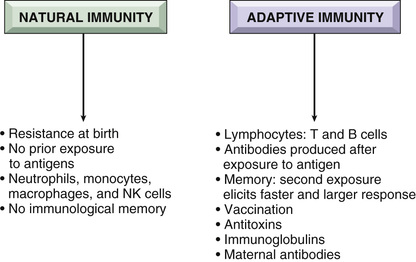 NATURAL IMMUNITY
• Resistance at birth
• No prior exposure
to antigens
• Neutrophils, monocytes,
macrophages, and NK cells
• No immunological memory
ADAPTIVE IMMUNITY
• Lymphocytes: T and B cells
• Antibodies produced after
exposure to antigen
• Memory: second exposure
elicits faster and larger response
• Vaccination
• Antitoxins
• Immunoglobulins
• Maternal antibodies